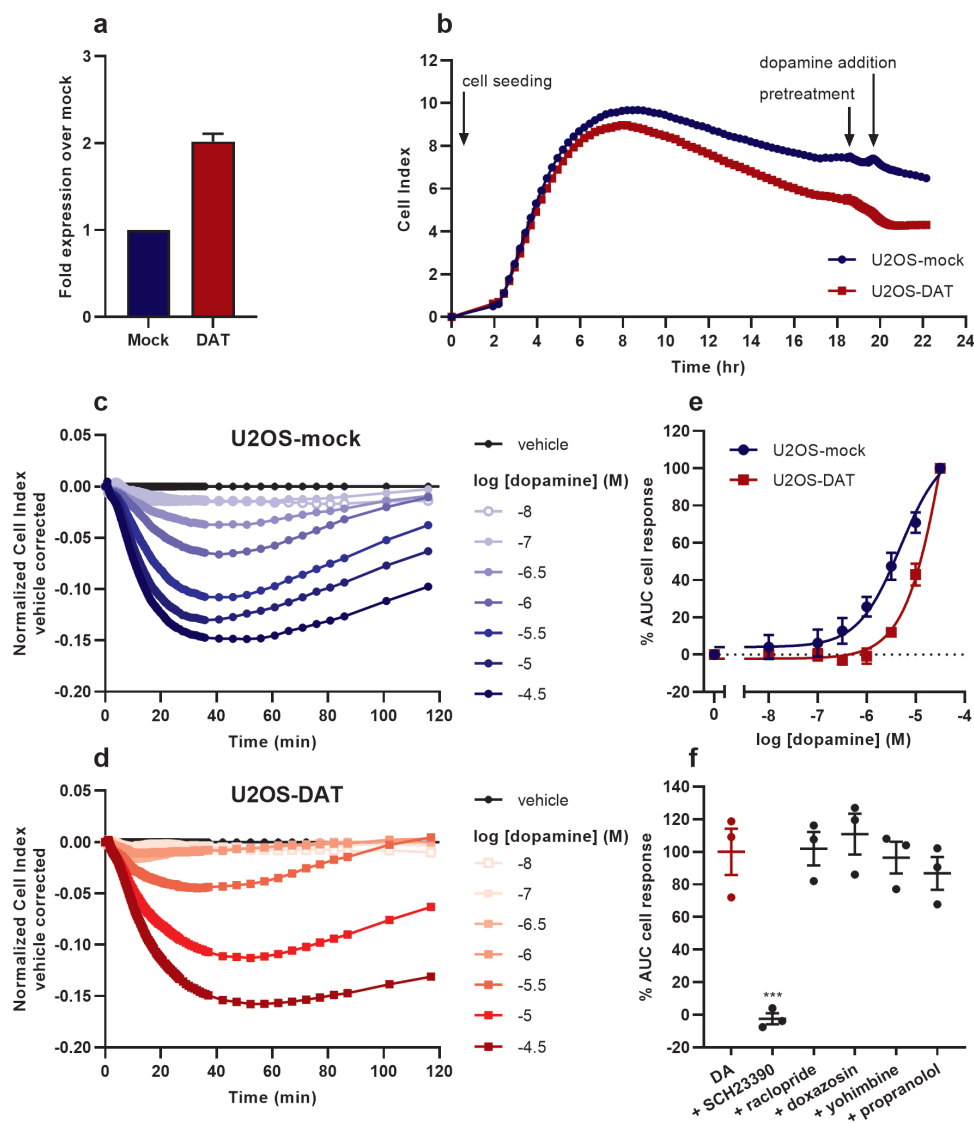 a
Fold expression over mock
3
2
1
0
Mock DAT
b
Cell Index
12
10
8
6
4
2
0
cell seeding
dopamine addition
pretreatment
U2OS-mock
U2OS-DAT
0 2 4 6 8 10 12 14 16 18 20 22 24
Time (hr)
c
U2OS-mock
Normalized Cell Index
vehicle corrected
0.05
0.00
-0.05
-0.10
-0.15
-0.20
0 20 40 60 80 100 120
Time (min)
vehicle
log [dopamine] (M)
-8
-7
-6.5
-6
-5.5
-5
-4.5
e
% AUC cell response
120
100
80
60
40
20
0
-20
U2OS-mock
U2OS-DAT
0 -8 -7 -6 -5 -4
log [dopamine] (M)
d
U2OS-DAT
Normalized Cell Index
vehicle corrected
0.05
0.00
-0.05
-0.10
-0.15
-0.20
0 20 40 60 80 100 120
Time (min)
vehicle
log [dopamine] (M)
-8
-7
-6.5
-6
-5.5
-5
-4.5
f
% AUC cell response
140
120
100
80
60
40
20
0
-20
***
DA
+ SCH23390
+ raclopride
+ doxazosin
+ yohimbine
+ propranolol